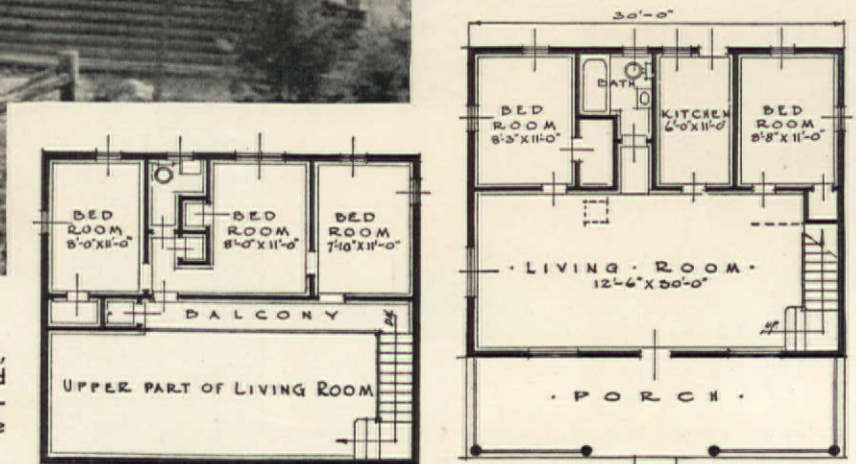 BED
ROOM
8'-0"X11'-0"
BED
ROOM
8'-0"X11'-0"
BED
ROOM
7'-10"X11'-0"
BALCONY
DN
UPPER PART OF LIVING ROOM
30'-0"
BED
ROOM
8'-3"X11'-0"
BATH
KITCHEN
6'-0"X11'-0"
BED
ROOM
8'-8"X11'-0"
· LIVING · ROOM ·
12'-6"X30'-0"
UP
· PORCH ·